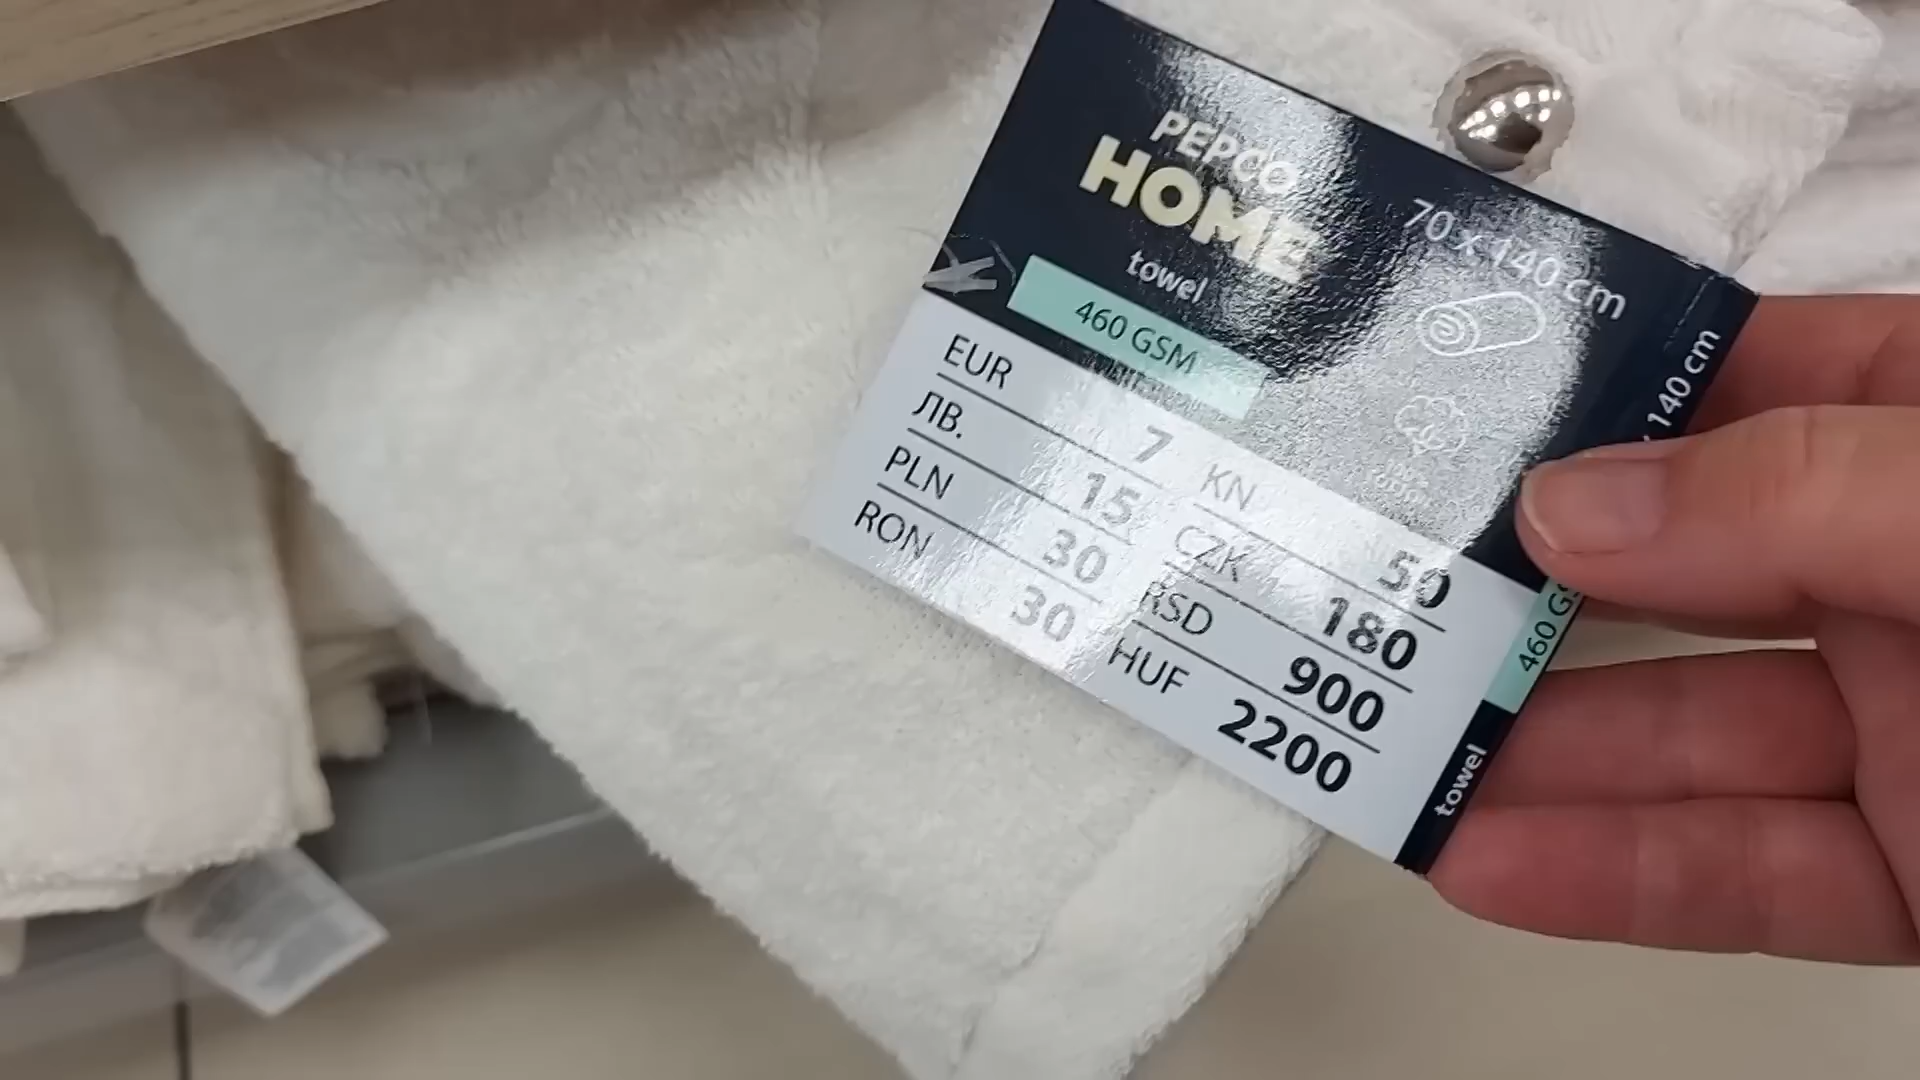 PEPCO
HOME
towel
70 x 140 cm
460 GSM
EUR 7
ЛВ. 15
PLN 30
RON 30
KN 50
CZK 180
RSD 900
HUF 2200
140 cm
460 GS
towel